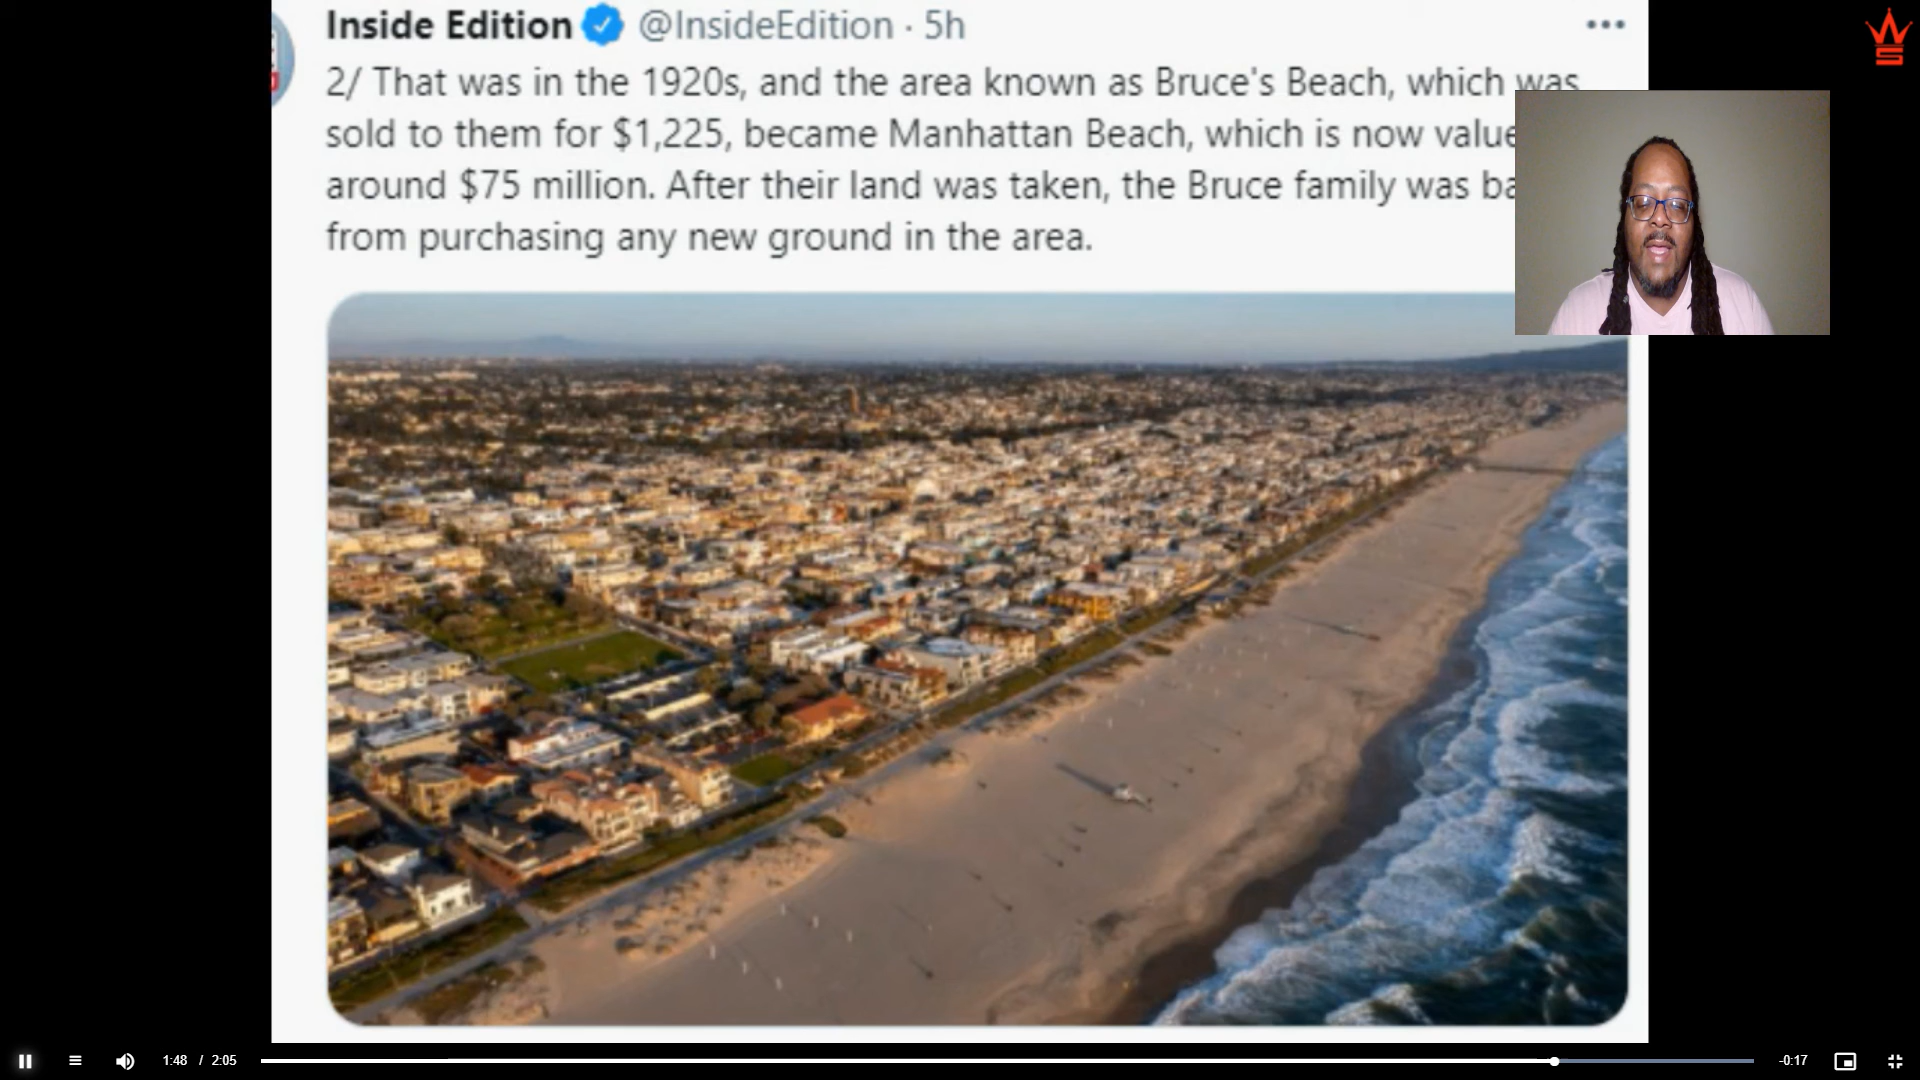 Inside Edition @InsideEdition · 5h
2/ That was in the 1920s, and the area known as Bruce's Beach, which was
sold to them for $1,225, became Manhattan Beach, which is now
around $75 million. After their land was taken, the Bruce family was
from purchasing any new ground in the area.
WS
1:48 / 2:05
-0:17